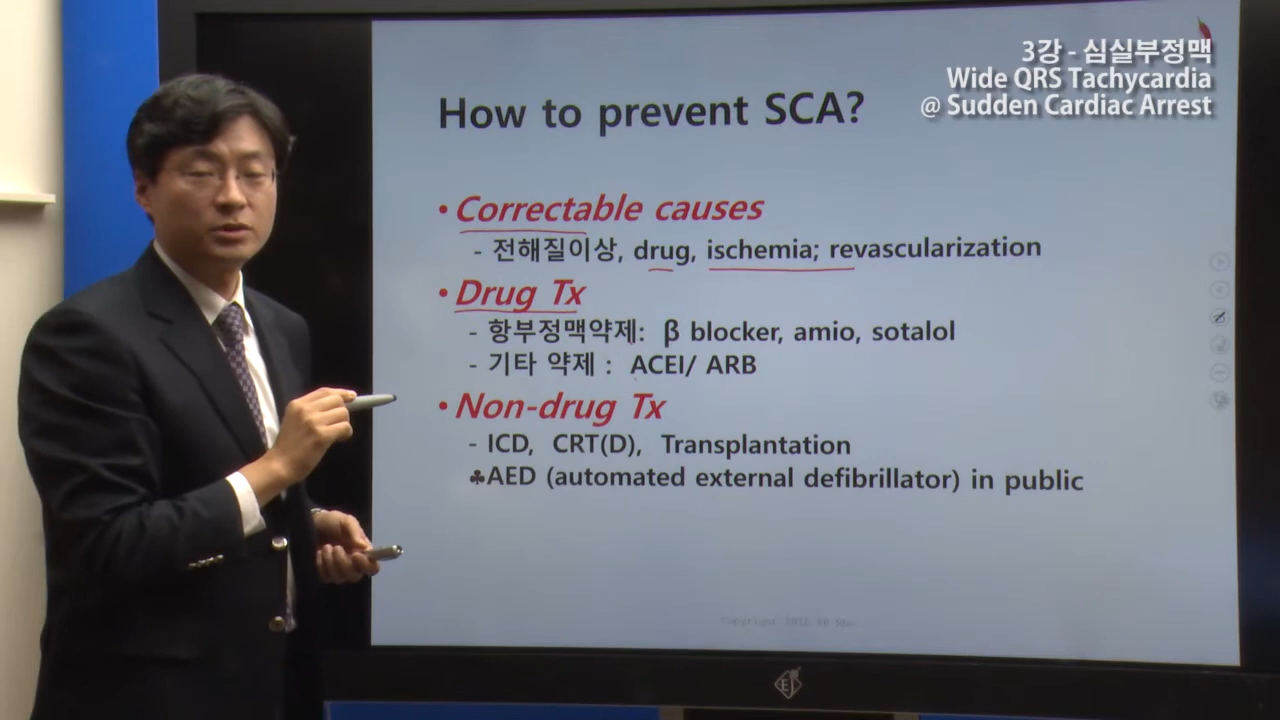 3강 - 심실부정맥
Wide QRS Tachycardia
@ Sudden Cardiac Arrest
How to prevent SCA?
• Correctable causes
- 전해질이상, drug, ischemia; revascularization
• Drug Tx
- 항부정맥약제: β blocker, amio, sotalol
- 기타 약제 : ACEI/ ARB
• Non-drug Tx
- ICD, CRT(D), Transplantation
♣AED (automated external defibrillator) in public
Copyright